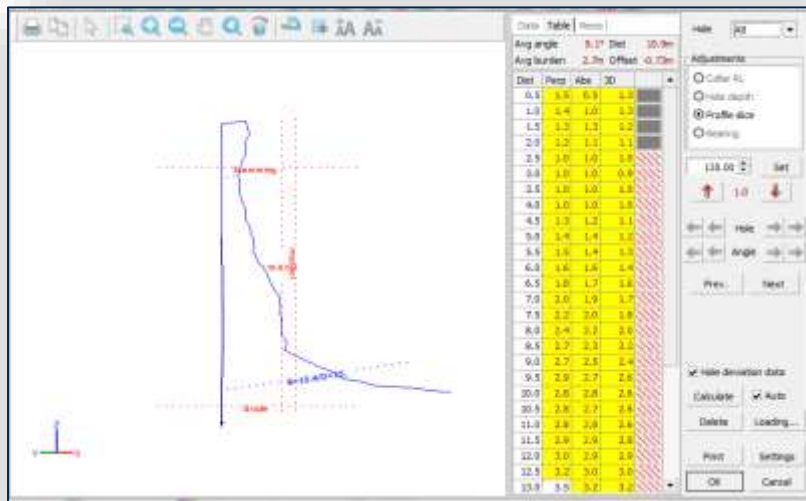 Data Table
Hole All
Avg angle 9.1° Dist 10.9m
Avg burden 2.7m Offset -0.73m
Adjustments
Collar RL
Hole depth
Profile slice
Bearing
Dist Perp Abs 3D
0.5 1.5 0.5 1.3
1.0 1.4 1.0 1.3
1.5 1.3 1.3 1.2
2.0 1.2 1.1 1.1
2.5 1.0 1.0 1.0
3.0 1.0 1.0 0.9
3.5 1.0 1.0 1.0
4.0 1.0 1.0 1.0
4.5 1.3 1.2 1.1
5.0 1.4 1.4 1.2
5.5 1.5 1.4 1.3
6.0 1.6 1.6 1.4
6.5 1.8 1.7 1.6
7.0 2.0 1.9 1.7
7.5 2.2 2.0 1.8
8.0 2.4 2.2 2.0
8.5 2.7 2.3 2.2
9.0 2.7 2.5 2.4
9.5 2.9 2.7 2.6
10.0 2.8 2.8 2.8
10.5 2.8 2.7 2.6
11.0 2.8 2.8 2.6
11.5 2.9 2.9 2.8
12.0 3.0 2.9 2.9
12.5 3.2 3.0 3.0
13.0 3.5 3.2 3.2
135.00 Set
1.0
Hole
Angle
Prev. Next
Hole deviation data
Calculate Auto
Delete Loading...
Print Settings
OK Cancel
Stemming
Grade